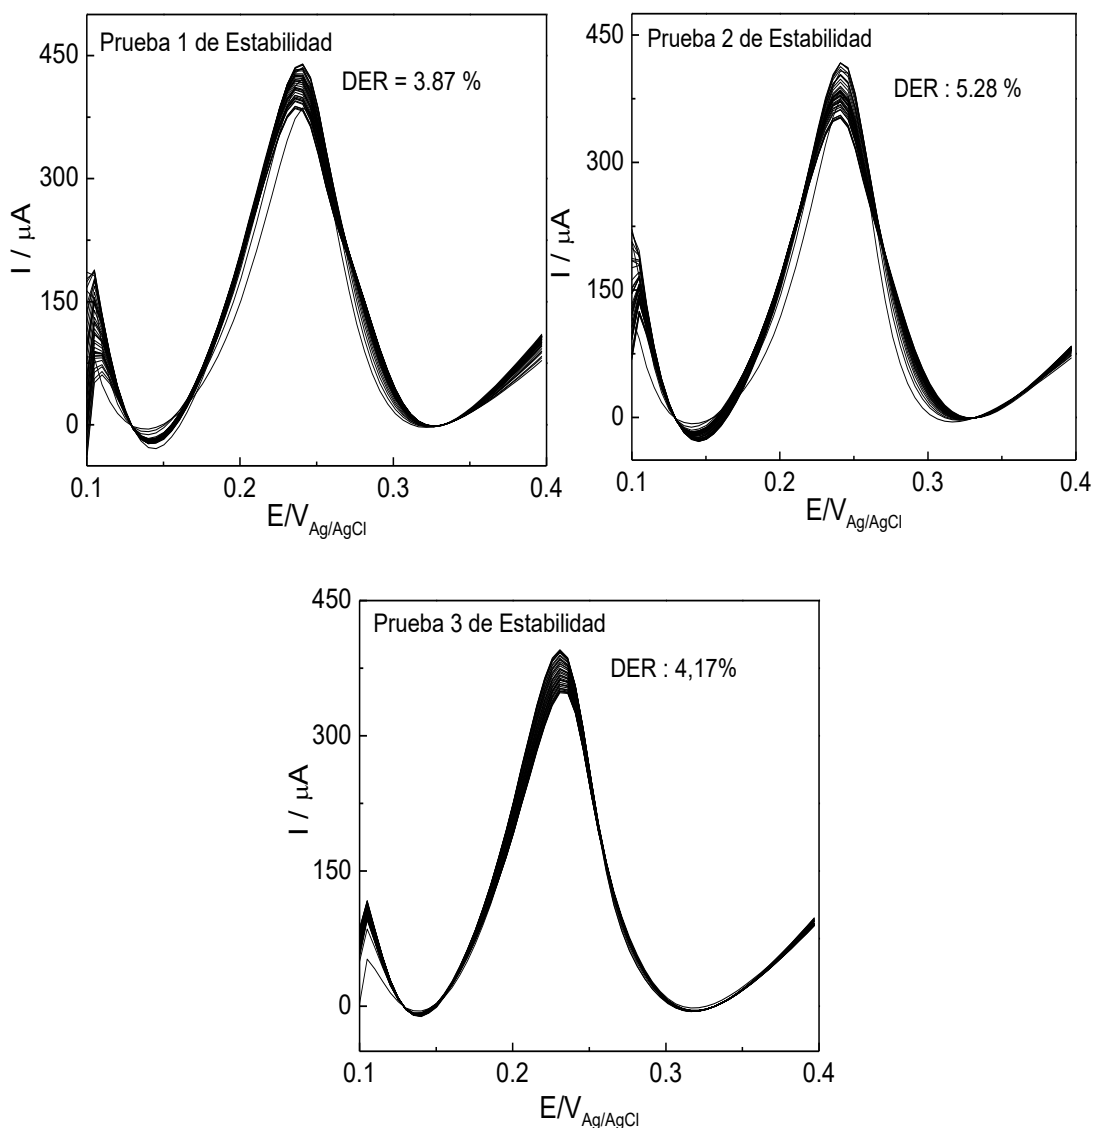 Prueba 1 de Estabilidad
DER = 3.87 %
450
300
150
0
I / μA
0.1 0.2 0.3 0.4
E/V Ag/AgCl
Prueba 2 de Estabilidad
DER : 5.28 %
450
300
150
0
I / μA
0.1 0.2 0.3 0.4
E/V Ag/AgCl
Prueba 3 de Estabilidad
DER : 4,17%
450
300
150
0
I / μA
0.1 0.2 0.3 0.4
E/V Ag/AgCl